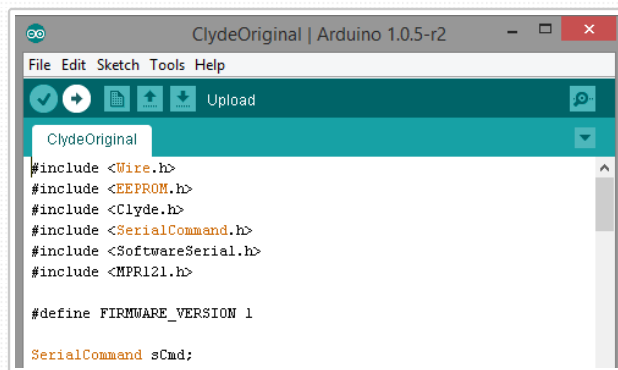 ClydeOriginal | Arduino 1.0.5-r2
File Edit Sketch Tools Help
Upload
ClydeOriginal
#include <Wire.h>
#include <EEPROM.h>
#include <Clyde.h>
#include <SerialCommand.h>
#include <SoftwareSerial.h>
#include <MPR121.h>
#define FIRMWARE_VERSION 1
SerialCommand sCmd;